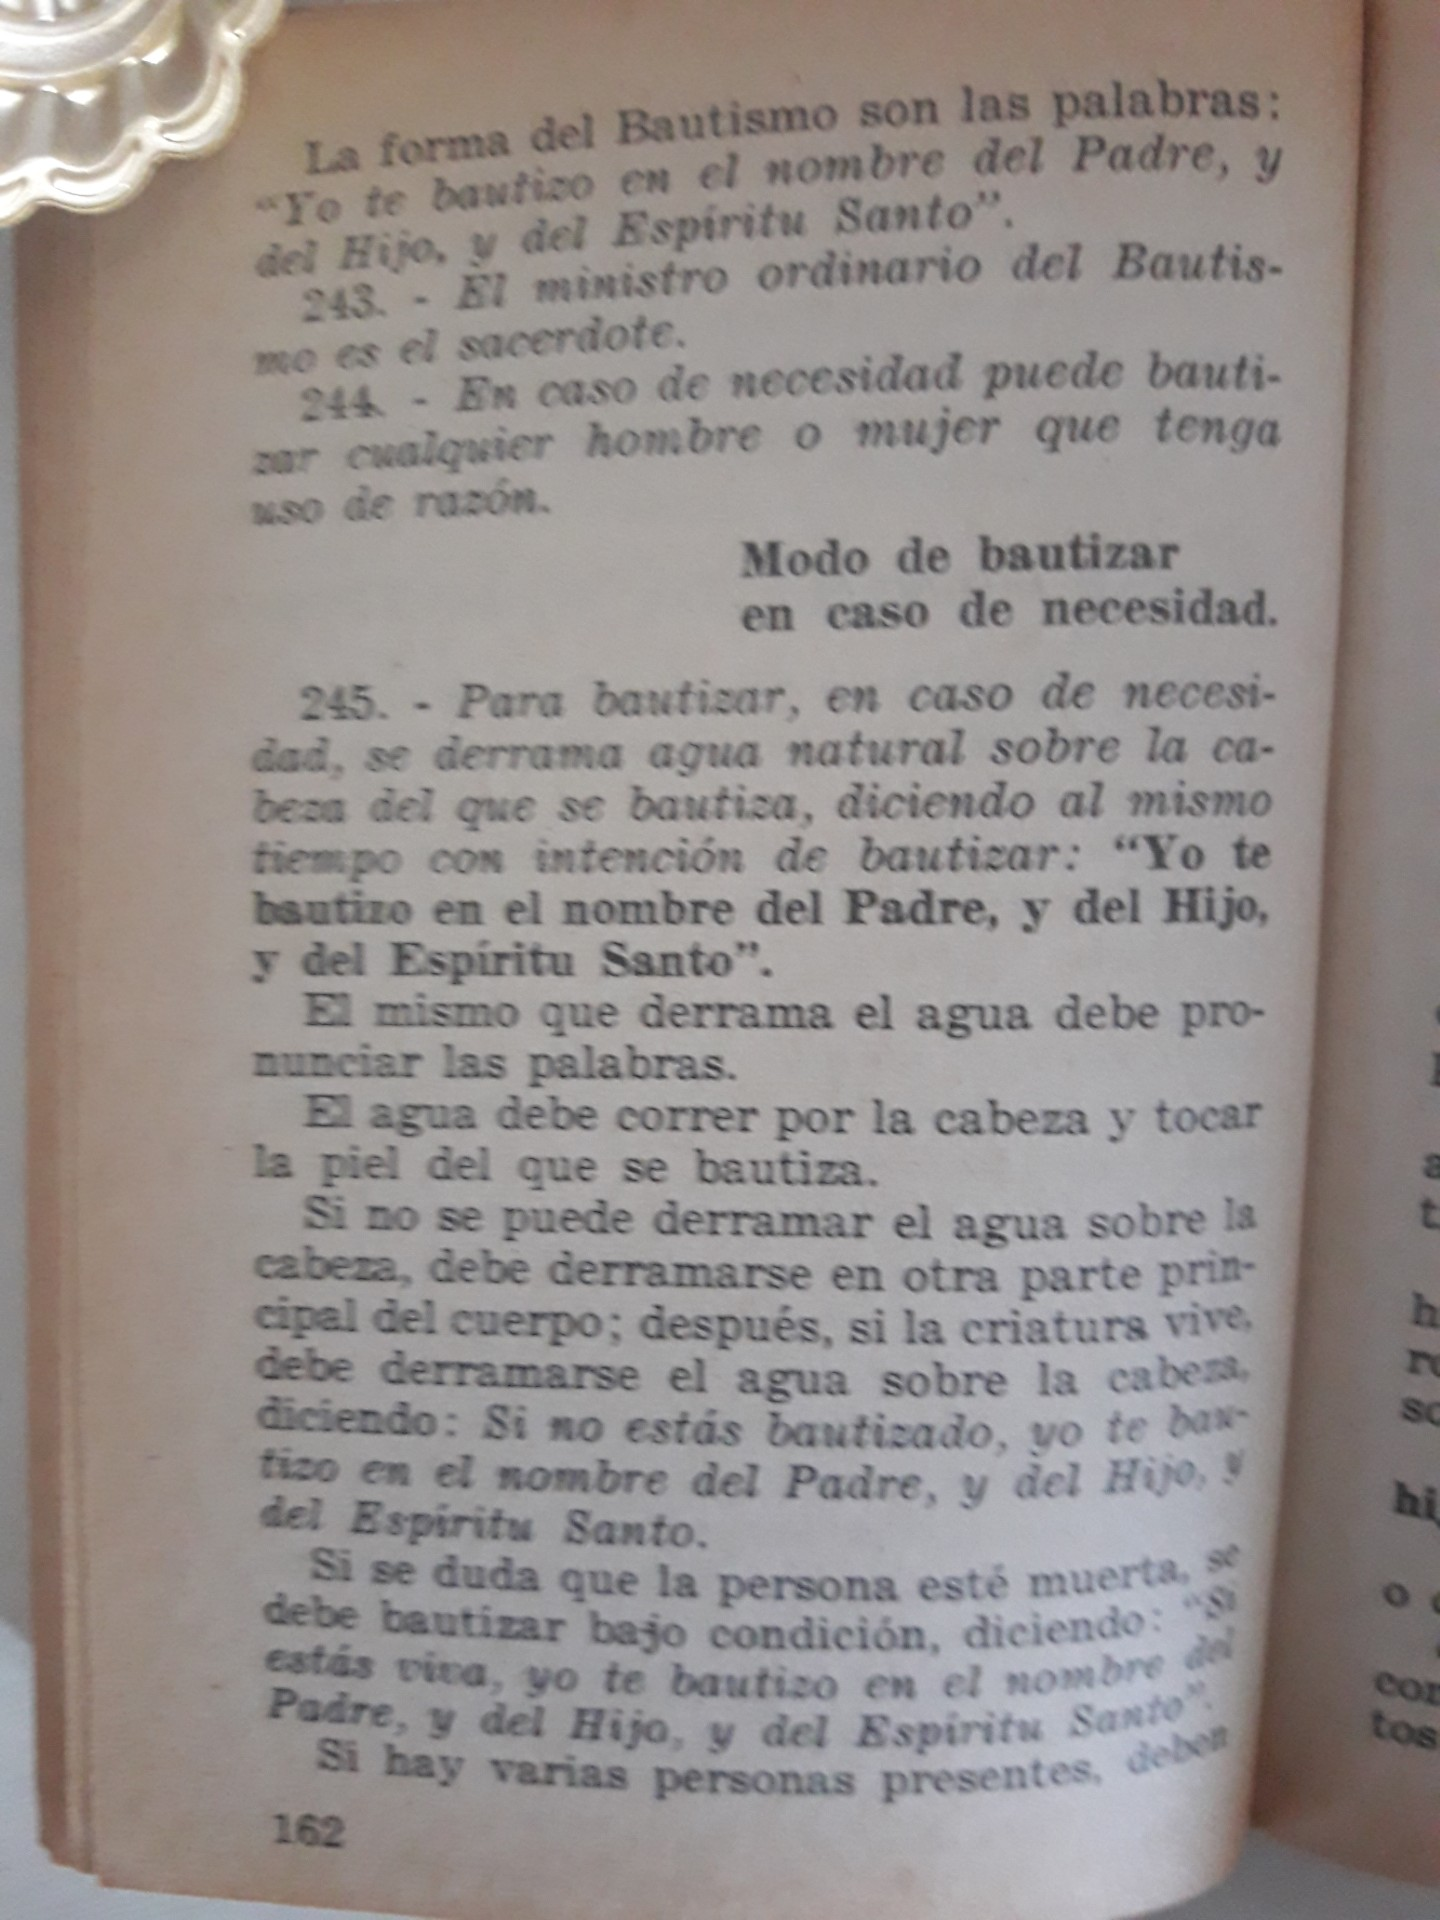 La forma del Bautismo son las palabras:
“Yo te bautizo en el nombre del Padre, y
del Hijo, y del Espíritu Santo”.
243. - El ministro ordinario del Bautis-
mo es el sacerdote.
244. - En caso de necesidad puede bauti-
zar cualquier hombre o mujer que tenga
uso de razón.
Modo de bautizar
en caso de necesidad.
245. - Para bautizar, en caso de necesi-
dad, se derrama agua natural sobre la ca-
beza del que se bautiza, diciendo al mismo
tiempo con intención de bautizar: “Yo te
bautizo en el nombre del Padre, y del Hijo,
y del Espíritu Santo”.
El mismo que derrama el agua debe pro-
nunciar las palabras.
El agua debe correr por la cabeza y tocar
la piel del que se bautiza.
Si no se puede derramar el agua sobre la
cabeza, debe derramarse en otra parte prin-
cipal del cuerpo; después, si la criatura vive,
debe derramarse el agua sobre la cabeza,
diciendo: Si no estás bautizado, yo te bau-
tizo en el nombre del Padre, y del Hijo, y
del Espíritu Santo.
Si se duda que la persona esté muerta, se
debe bautizar bajo condición, diciendo: “Si
estás viva, yo te bautizo en el nombre del
Padre, y del Hijo, y del Espíritu Santo”.
Si hay varias personas presentes, deben
162